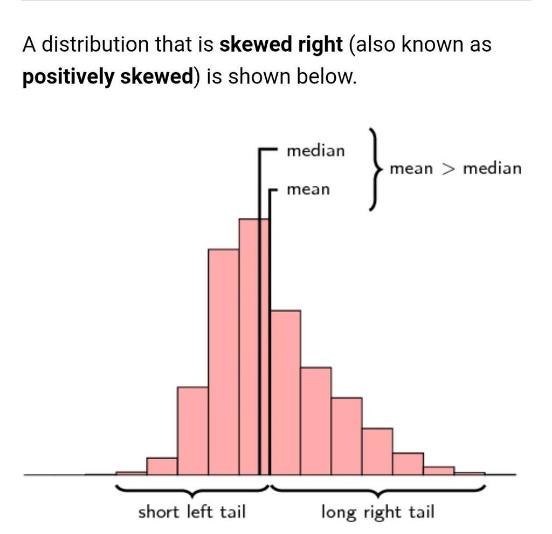 A distribution that is skewed right (also known as
positively skewed) is shown below.
median
mean > median
mean
short left tail
long right tail